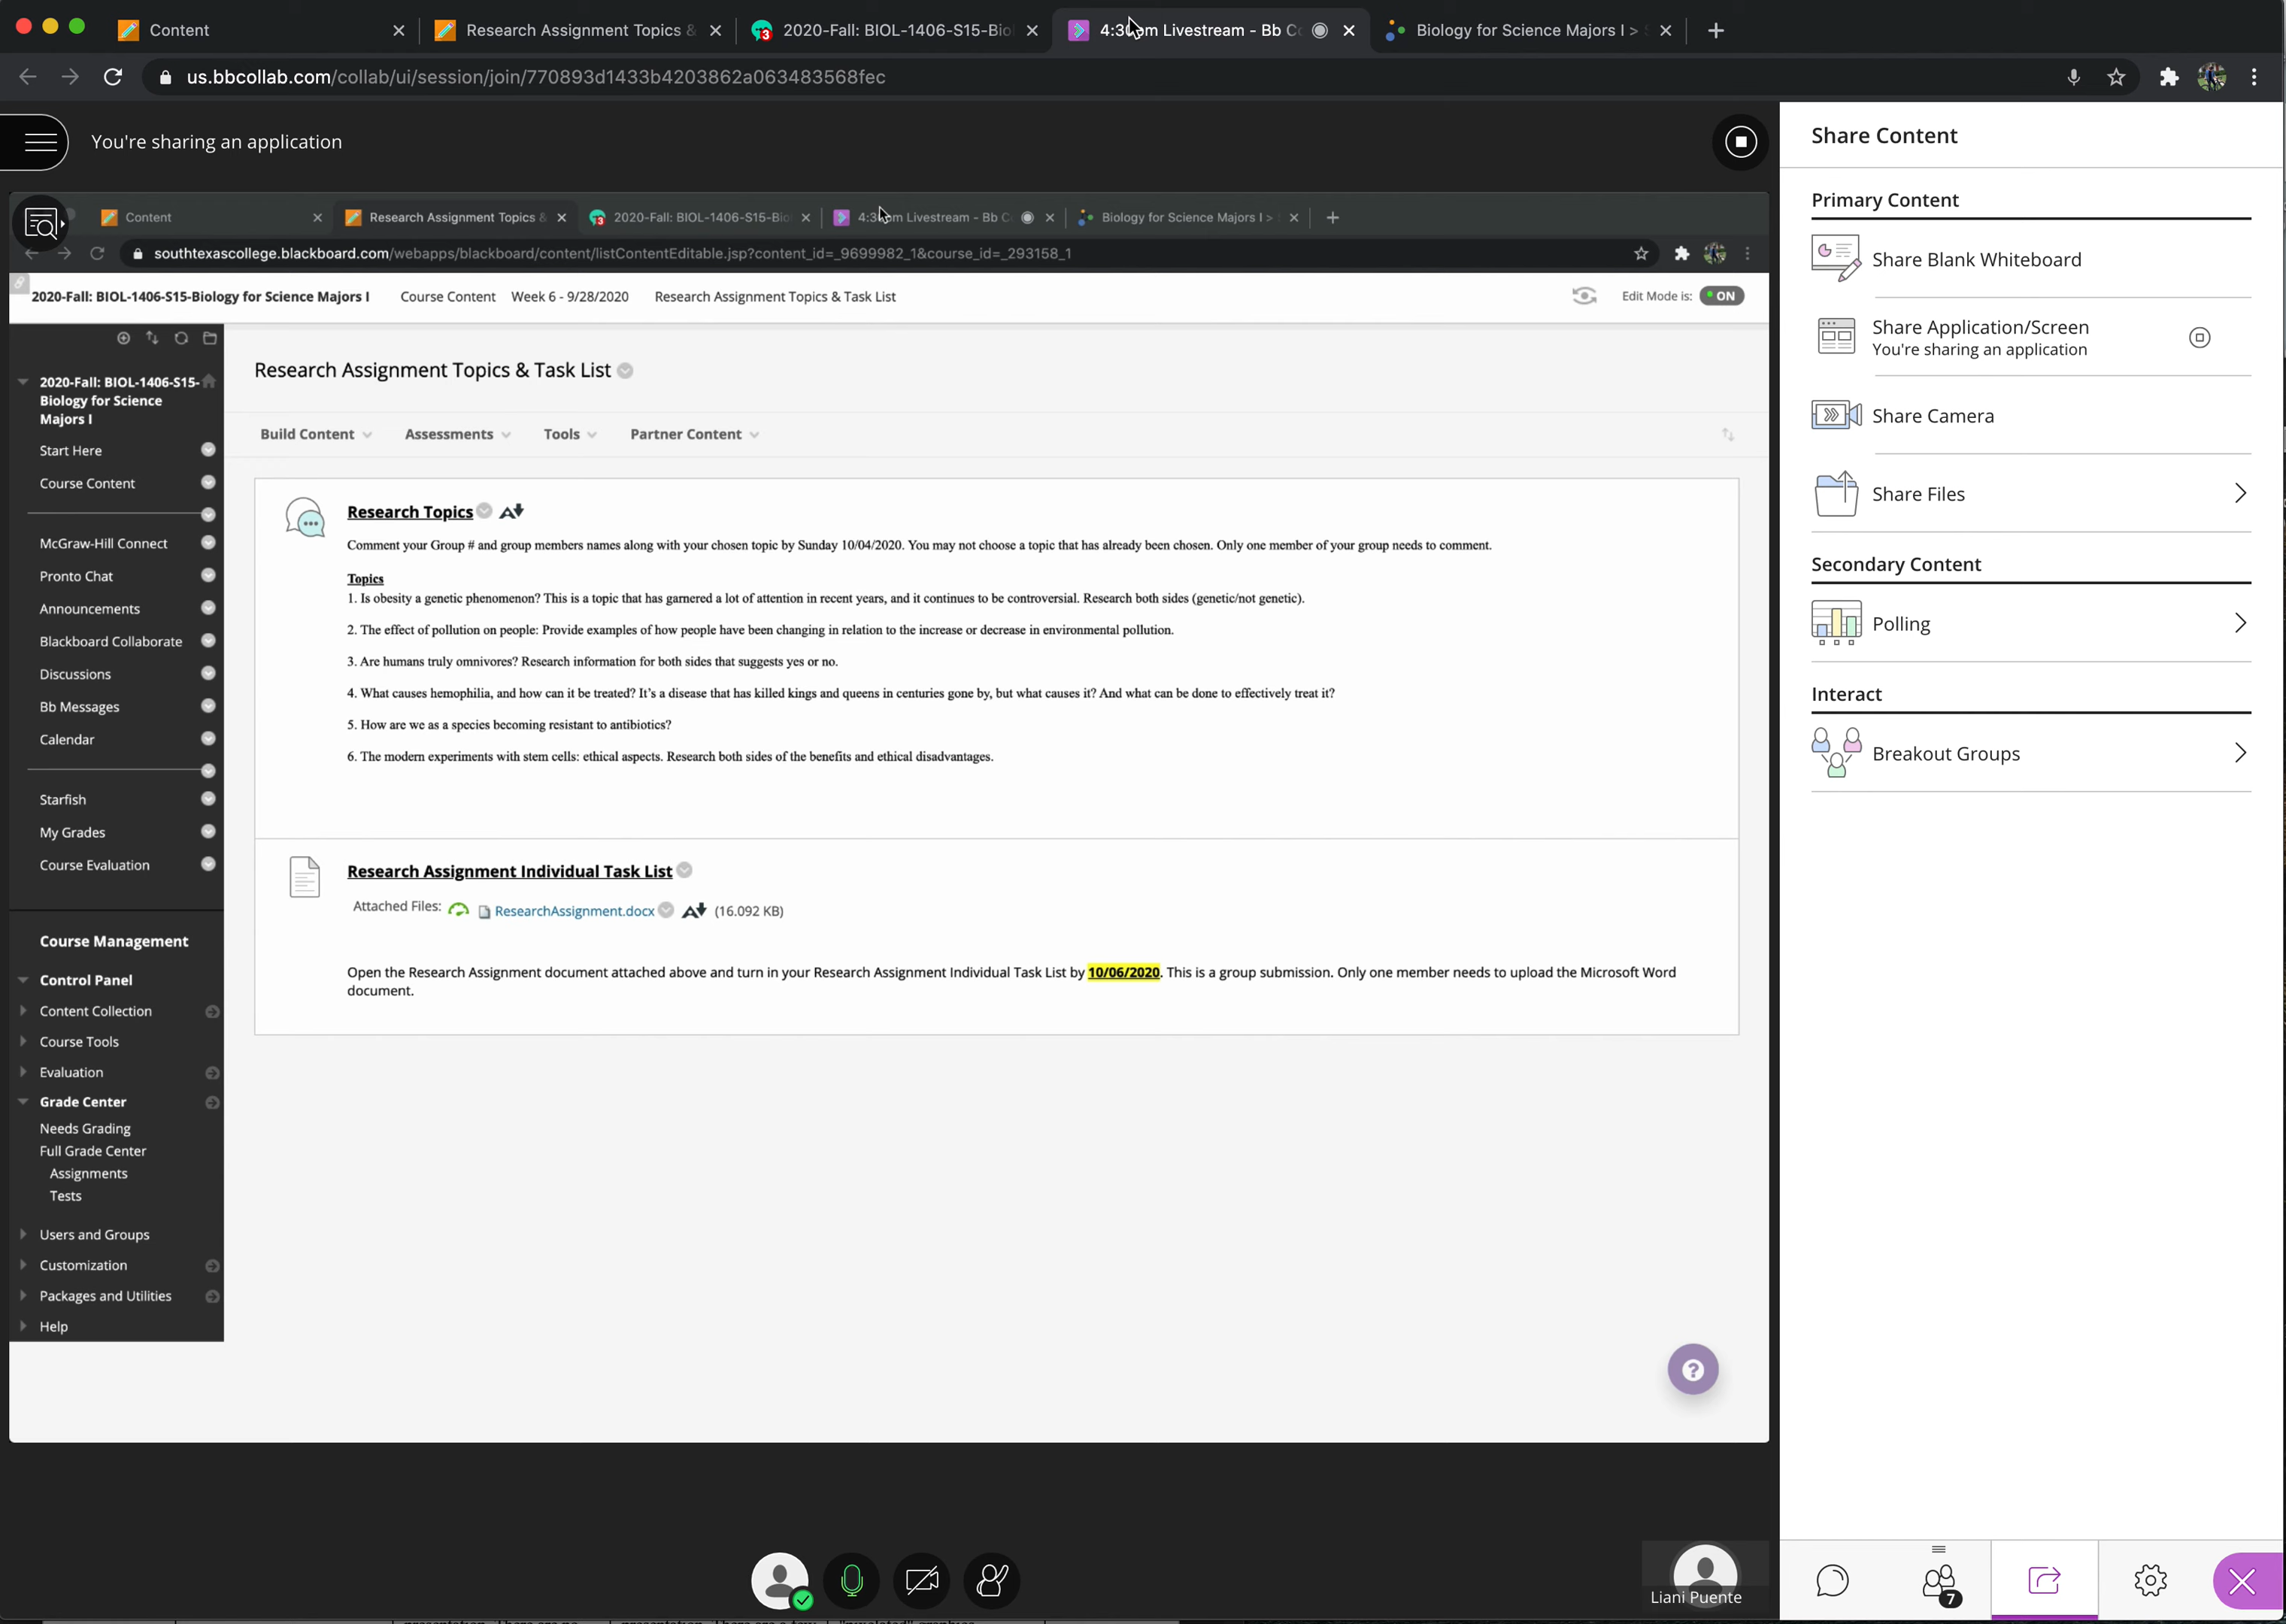 Content
Research Assignment Topics &
3
2020-Fall: BIOL-1406-S15-Bio
4:30pm Livestream - Bb C
Biology for Science Majors I >
us.bbcollab.com/collab/ui/session/join/770893d1433b4203862a063483568fec
You're sharing an application
Content
Research Assignment Topics &
3
2020-Fall: BIOL-1406-S15-Bio
4:30pm Livestream - Bb C
Biology for Science Majors I >
southtexascollege.blackboard.com/webapps/blackboard/content/listContentEditable.jsp?content_id=_9699982_1&course_id=_293158_1
2020-Fall: BIOL-1406-S15-Biology for Science Majors I
Course Content
Week 6 - 9/28/2020
Research Assignment Topics & Task List
Edit Mode is:
ON
2020-Fall: BIOL-1406-S15-
Biology for Science
Majors I
Start Here
Course Content
McGraw-Hill Connect
Pronto Chat
Announcements
Blackboard Collaborate
Discussions
Bb Messages
Calendar
Starfish
My Grades
Course Evaluation
Course Management
Control Panel
Content Collection
Course Tools
Evaluation
Grade Center
Needs Grading
Full Grade Center
Assignments
Tests
Users and Groups
Customization
Packages and Utilities
Help
Research Assignment Topics & Task List
Build Content
Assessments
Tools
Partner Content
Research Topics
Comment your Group # and group members names along with your chosen topic by Sunday 10/04/2020. You may not choose a topic that has already been chosen. Only one member of your group needs to comment.
Topics
1. Is obesity a genetic phenomenon? This is a topic that has garnered a lot of attention in recent years, and it continues to be controversial. Research both sides (genetic/not genetic).
2. The effect of pollution on people: Provide examples of how people have been changing in relation to the increase or decrease in environmental pollution.
3. Are humans truly omnivores? Research information for both sides that suggests yes or no.
4. What causes hemophilia, and how can it be treated? It's a disease that has killed kings and queens in centuries gone by, but what causes it? And what can be done to effectively treat it?
5. How are we as a species becoming resistant to antibiotics?
6. The modern experiments with stem cells: ethical aspects. Research both sides of the benefits and ethical disadvantages.
Research Assignment Individual Task List
Attached Files: ResearchAssignment.docx (16.092 KB)
Open the Research Assignment document attached above and turn in your Research Assignment Individual Task List by 10/06/2020. This is a group submission. Only one member needs to upload the Microsoft Word
document.
Share Content
Primary Content
Share Blank Whiteboard
Share Application/Screen
You're sharing an application
Share Camera
Share Files
Secondary Content
Polling
Interact
Breakout Groups
Liani Puente
7